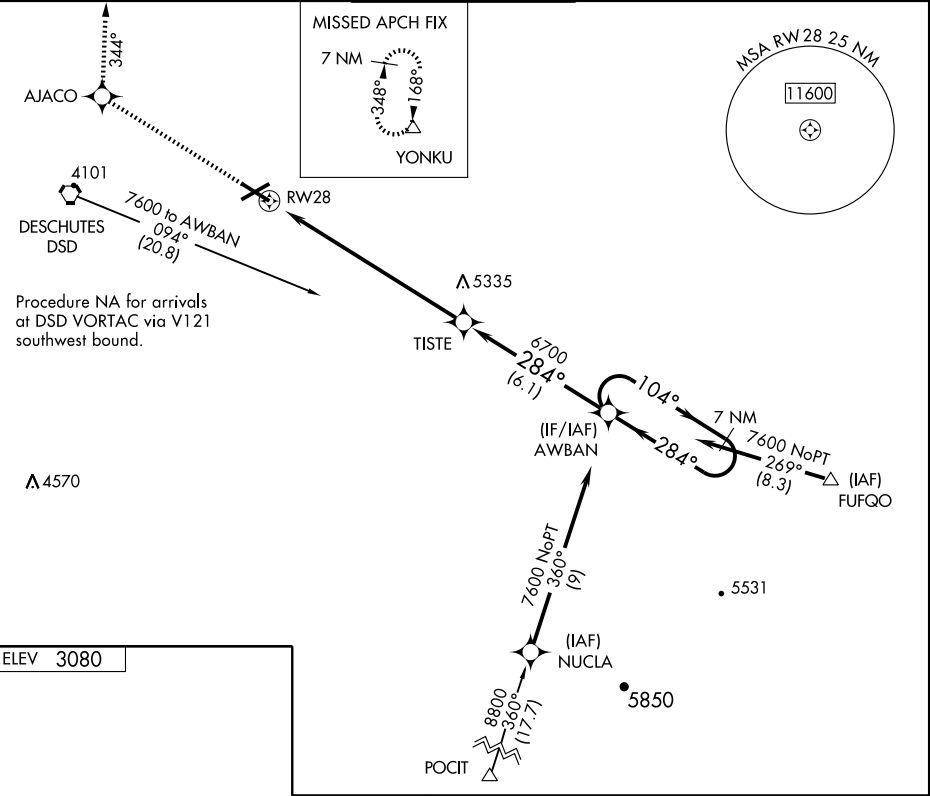 MISSED APCH FIX
7 NM
348°
168°
YONKU
MSA RW 28 25 NM
11600
344°
AJACO
RW28
4101
DESCHUTES
DSD
7600 to AWBAN
094°
(20.8)
Procedure NA for arrivals
at DSD VORTAC via V121
southwest bound.
5335
TISTE
6700
284°
(6.1)
104°
7 NM
(IF/IAF)
AWBAN
284°
7600 NoPT
269°
(8.3)
(IAF)
FUFQO
4570
7600 NoPT
360°
(9)
5531
(IAF)
NUCLA
5850
8800
360°
(17.7)
POCIT
ELEV 3080